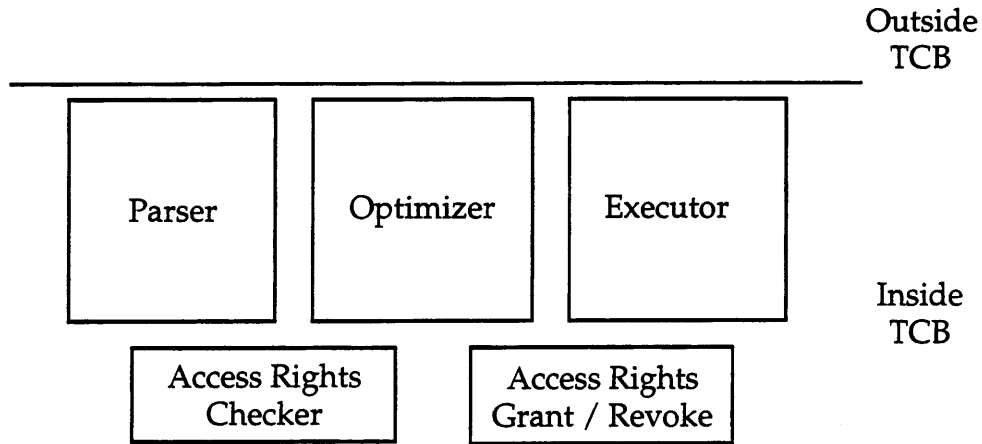 Outside
TCB
Parser
Optimizer
Executor
Inside
TCB
Access Rights
Checker
Access Rights
Grant / Revoke